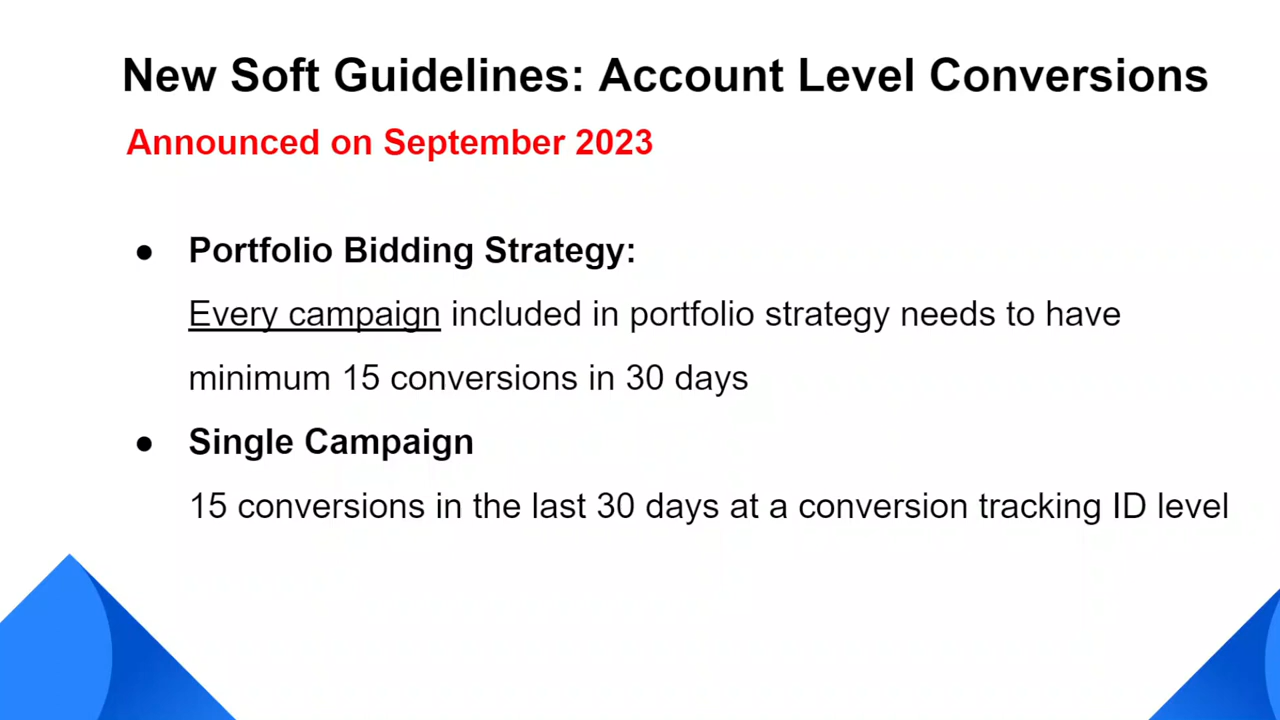 New Soft Guidelines: Account Level Conversions
Announced on September 2023
● Portfolio Bidding Strategy:
Every campaign included in portfolio strategy needs to have
minimum 15 conversions in 30 days
● Single Campaign
15 conversions in the last 30 days at a conversion tracking ID level